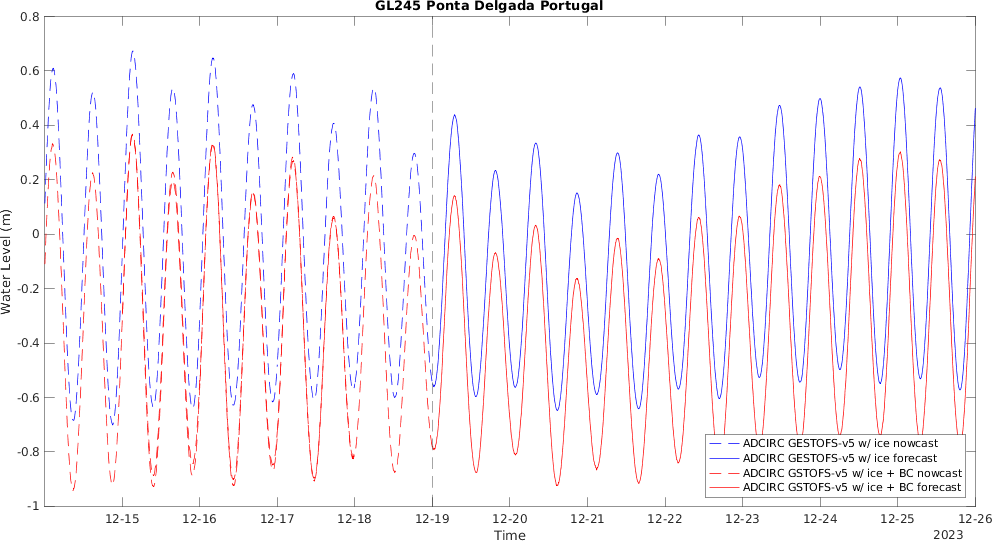 GL245 Ponta Delgada Portugal
0.8
0.6
0.4
0.2
0
-0.2
-0.4
-0.6
-0.8
-1
Water Level (m)
ADCIRC GESTOFS-v5 w/ ice nowcast
ADCIRC GESTOFS-v5 w/ ice forecast
ADCIRC GSTOFS-v5 w/ ice + BC nowcast
ADCIRC GSTOFS-v5 w/ ice + BC forecast
12-15 12-16 12-17 12-18 12-19 12-20 12-21 12-22 12-23 12-24 12-25 12-26
Time
2023